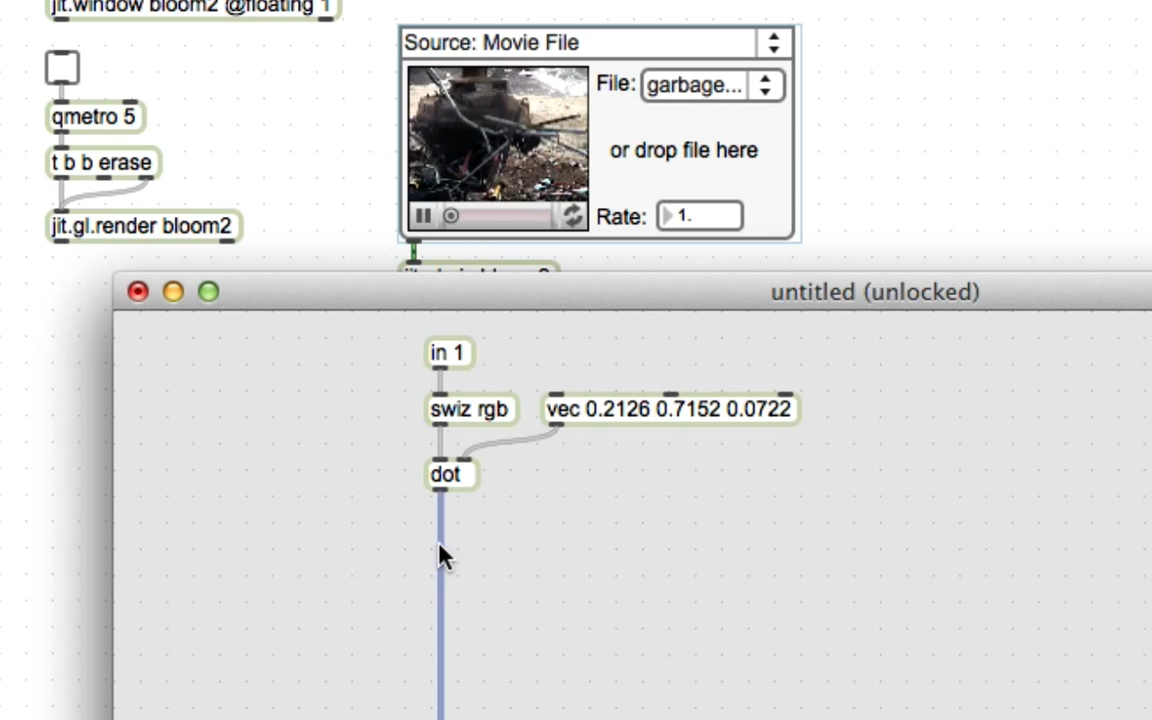 jit.window bloom2 @floating 1
Source: Movie File
File: garbage...
qmetro 5
or drop file here
t b b erase
Rate: 1.
jit.gl.render bloom2
untitled (unlocked)
in 1
swiz rgb
vec 0.2126 0.7152 0.0722
dot